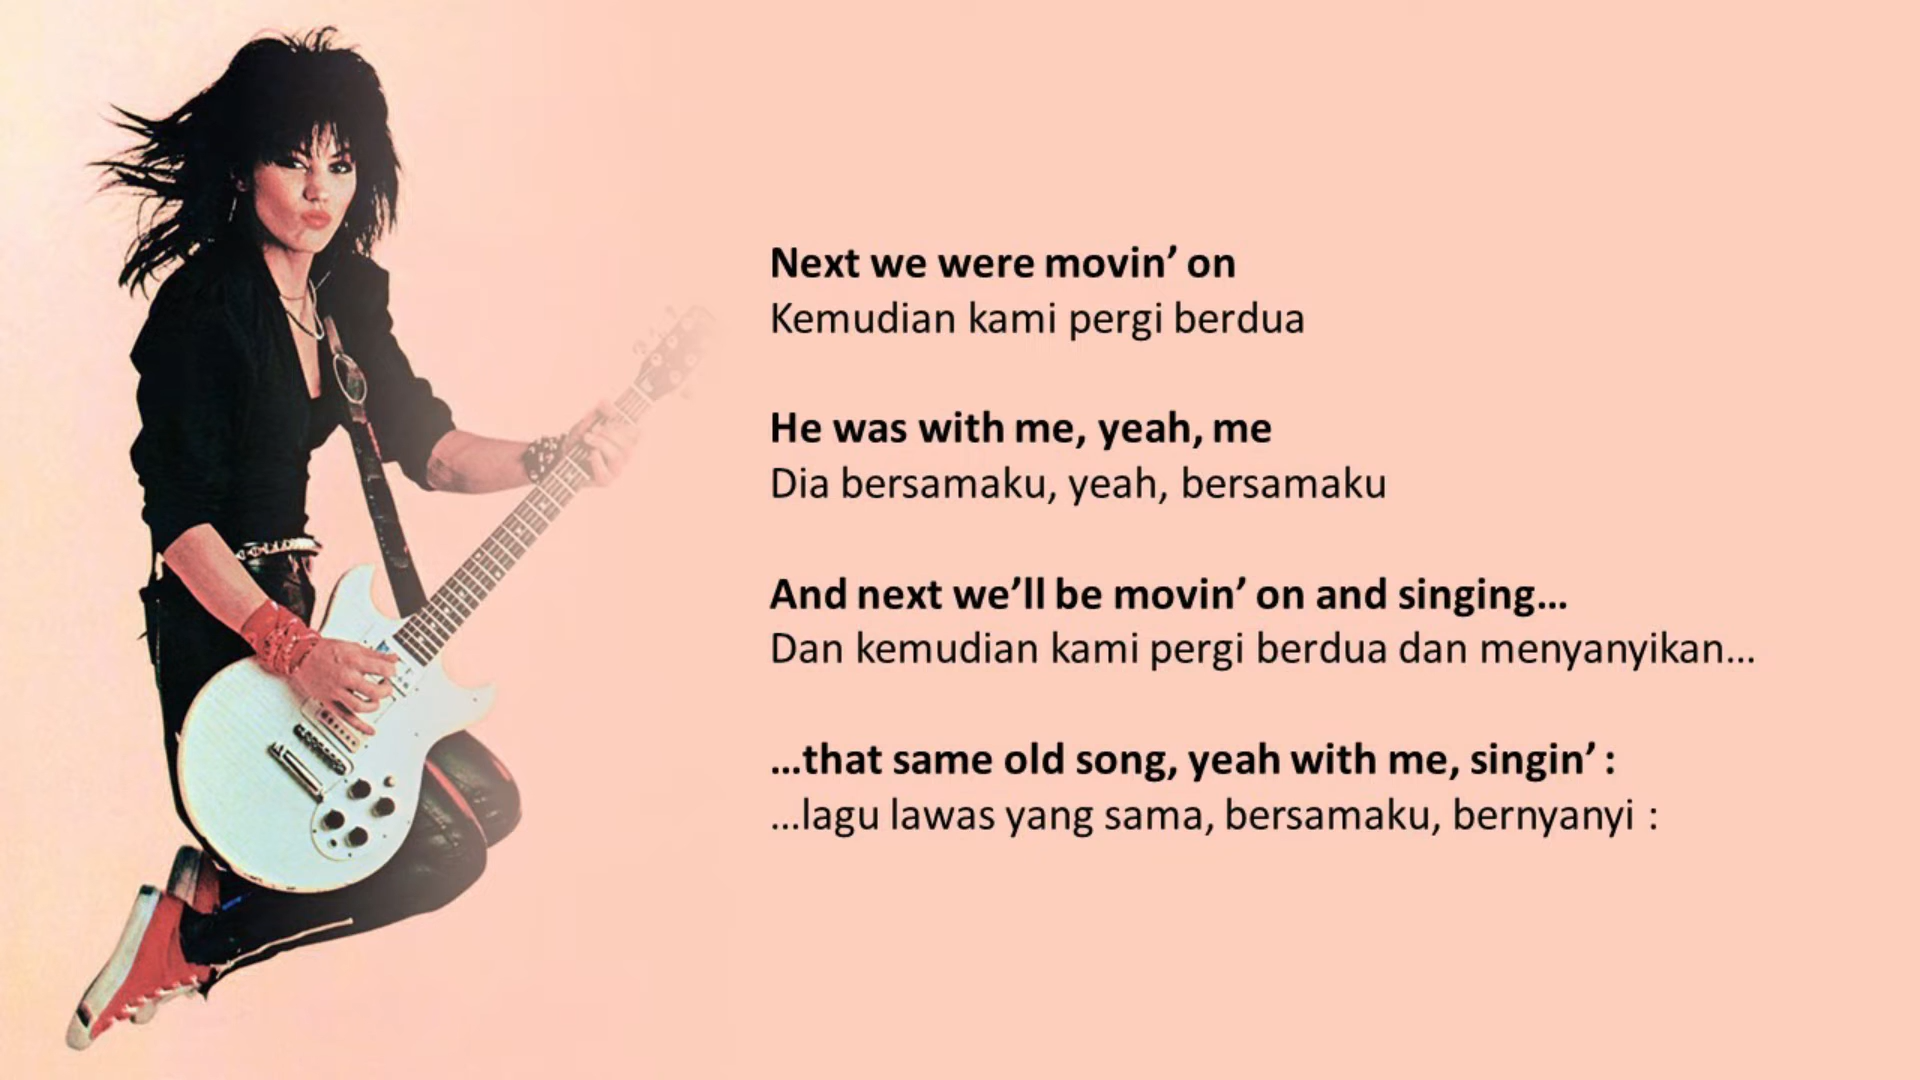 Next we were movin’ on
Kemudian kami pergi berdua
He was with me, yeah, me
Dia bersamaku, yeah, bersamaku
And next we’ll be movin’ on and singing...
Dan kemudian kami pergi berdua dan menyanyikan...
...that same old song, yeah with me, singin’ :
...lagu lawas yang sama, bersamaku, bernyanyi :